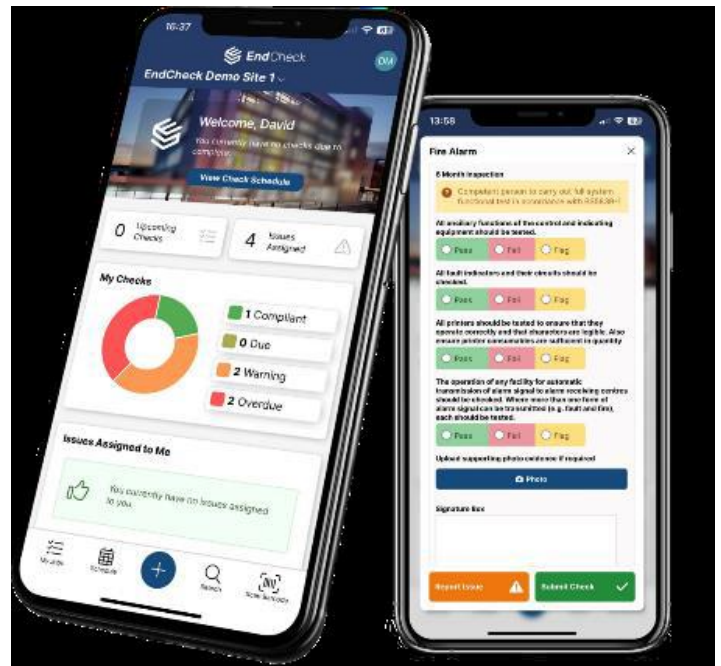 16:37
EndCheck
DM
EndCheck Demo Site 1
Welcome, David
You currently have no checks due to
complete.
View Check Schedule
0 Upcoming
Checks
4 Issues
Assigned
My Checks
1 Compliant
0 Due
2 Warning
2 Overdue
Issues Assigned to Me
You currently have no issues assigned
to you.
My Jobs
Schedule
Search
Scan Barcode
13:58
Fire Alarm
6 Month Inspection
Competent person to carry out full system
functional test in accordance with BS5839-1
All ancillary functions of the control and indicating
equipment should be tested.
Pass Fail Flag
All fault indicators and their circuits should be
checked.
Pass Fail Flag
All printers should be tested to ensure that they
operate correctly and that characters are legible. Also
ensure printer consumables are sufficient in quantity
Pass Fail Flag
The operation of any facility for automatic
transmission of alarm signal to alarm receiving centres
should be checked. Where more than one form of
alarm signal can be transmitted (e.g. fault and fire),
each should be tested.
Pass Fail Flag
Upload supporting photo evidence if required
Photo
Signature Box
Report Issue
Submit Check